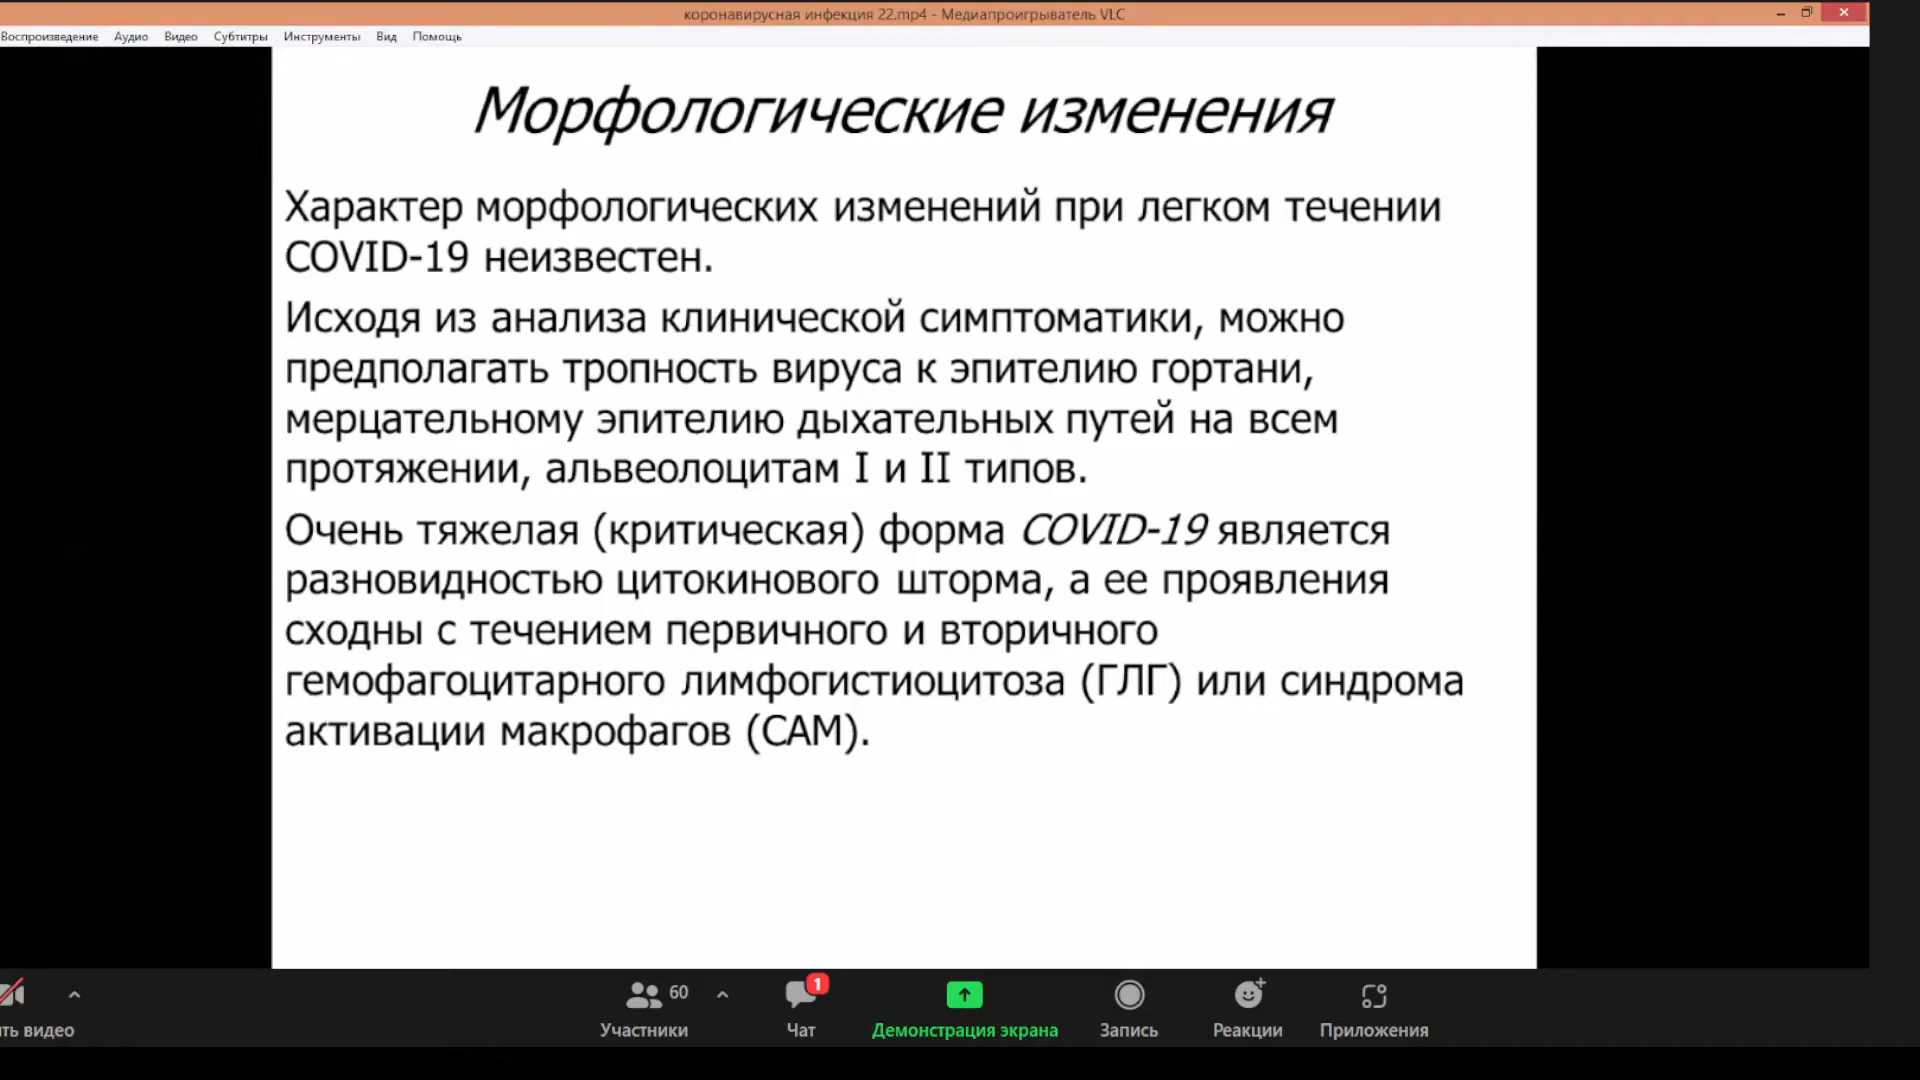 коронавирусная инфекция 22.mp4 - Медиапроигрыватель VLC
Воспроизведение Аудио Видео Субтитры Инструменты Вид Помощь
Морфологические изменения
Характер морфологических изменений при легком течении
COVID-19 неизвестен.
Исходя из анализа клинической симптоматики, можно
предполагать тропность вируса к эпителию гортани,
мерцательному эпителию дыхательных путей на всем
протяжении, альвеолоцитам I и II типов.
Очень тяжелая (критическая) форма COVID-19 является
разновидностью цитокинового шторма, а ее проявления
сходны с течением первичного и вторичного
гемофагоцитарного лимфогистиоцитоза (ГЛГ) или синдрома
активации макрофагов (САМ).
60 1
ть видео Участники Чат Демонстрация экрана Запись Реакции Приложения